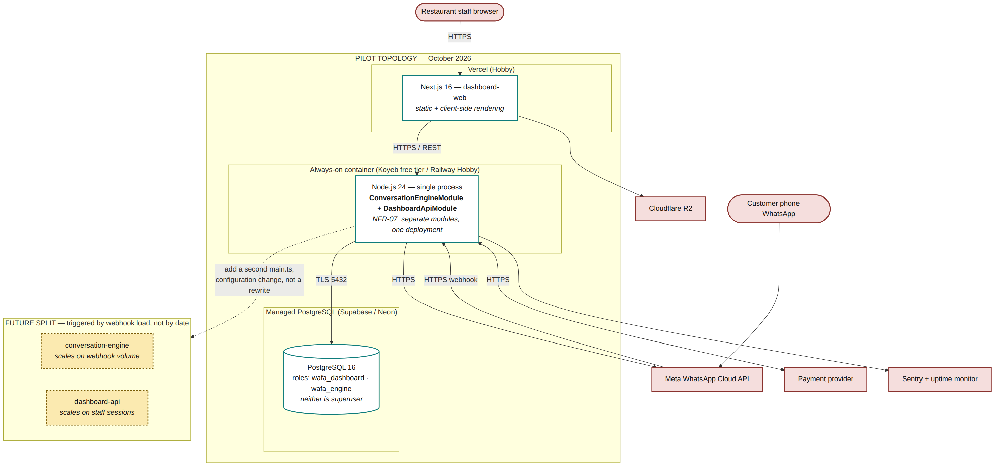 Restaurant staff browser
HTTPS
PILOT TOPOLOGY — October 2026
Vercel (Hobby)
Next.js 16 — dashboard-
web
static + client-side rendering
HTTPS / REST
Always-on container (Koyeb free tier / Railway Hobby)
Node.js 24 — single process
ConversationEngineModule
+ DashboardApiModule
NFR-07: separate modules,
one deployment
Cloudflare R2
Customer phone —
WhatsApp
add a second main.ts;
configuration change, not a
rewrite
TLS 5432
HTTPS
HTTPS webhook
HTTPS
Managed PostgreSQL (Supabase / Neon)
PostgreSQL 16
roles: wafa_dashboard ·
wafa_engine
neither is superuser
FUTURE SPLIT — triggered by webhook load, not by date
conversation-engine
scales on webhook volume
dashboard-api
scales on staff sessions
Meta WhatsApp Cloud API
Payment provider
Sentry + uptime monitor